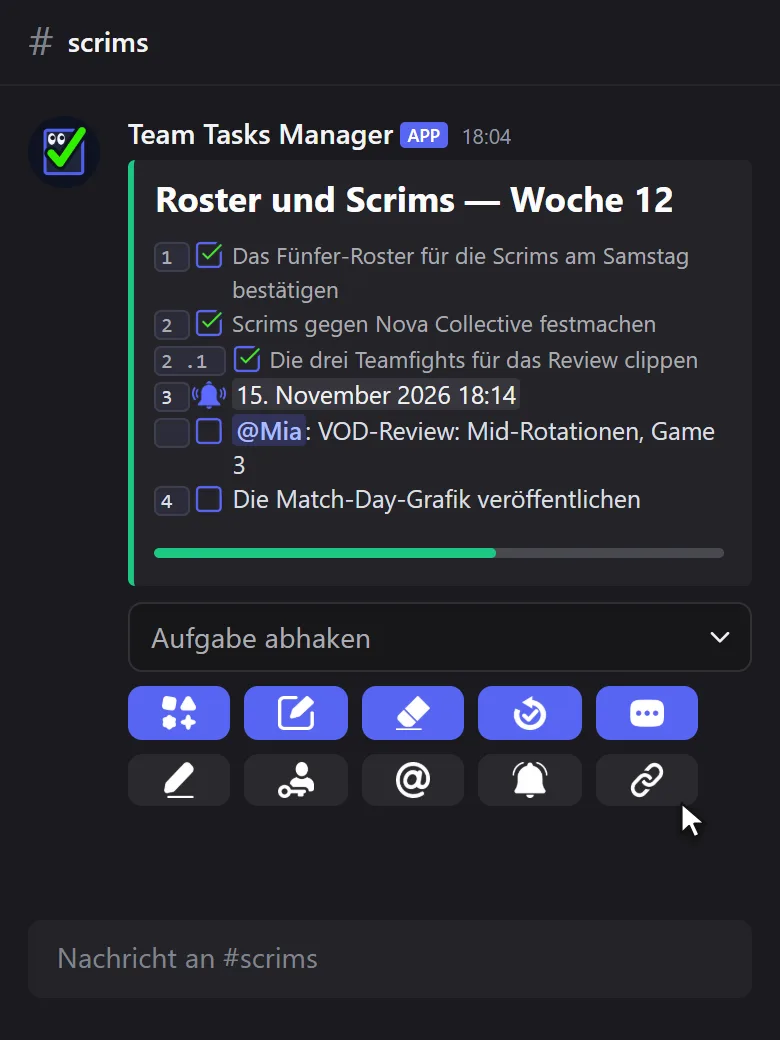 # scrims
Team Tasks Manager APP 18:04
Roster und Scrims — Woche 12
1 Das Fünfer-Roster für die Scrims am Samstag
bestätigen
2 Scrims gegen Nova Collective festmachen
2 .1 Die drei Teamfights für das Review clippen
3 15. November 2026 18:14
@Mia: VOD-Review: Mid-Rotationen, Game
3
4 Die Match-Day-Grafik veröffentlichen
Aufgabe abhaken
Nachricht an #scrims